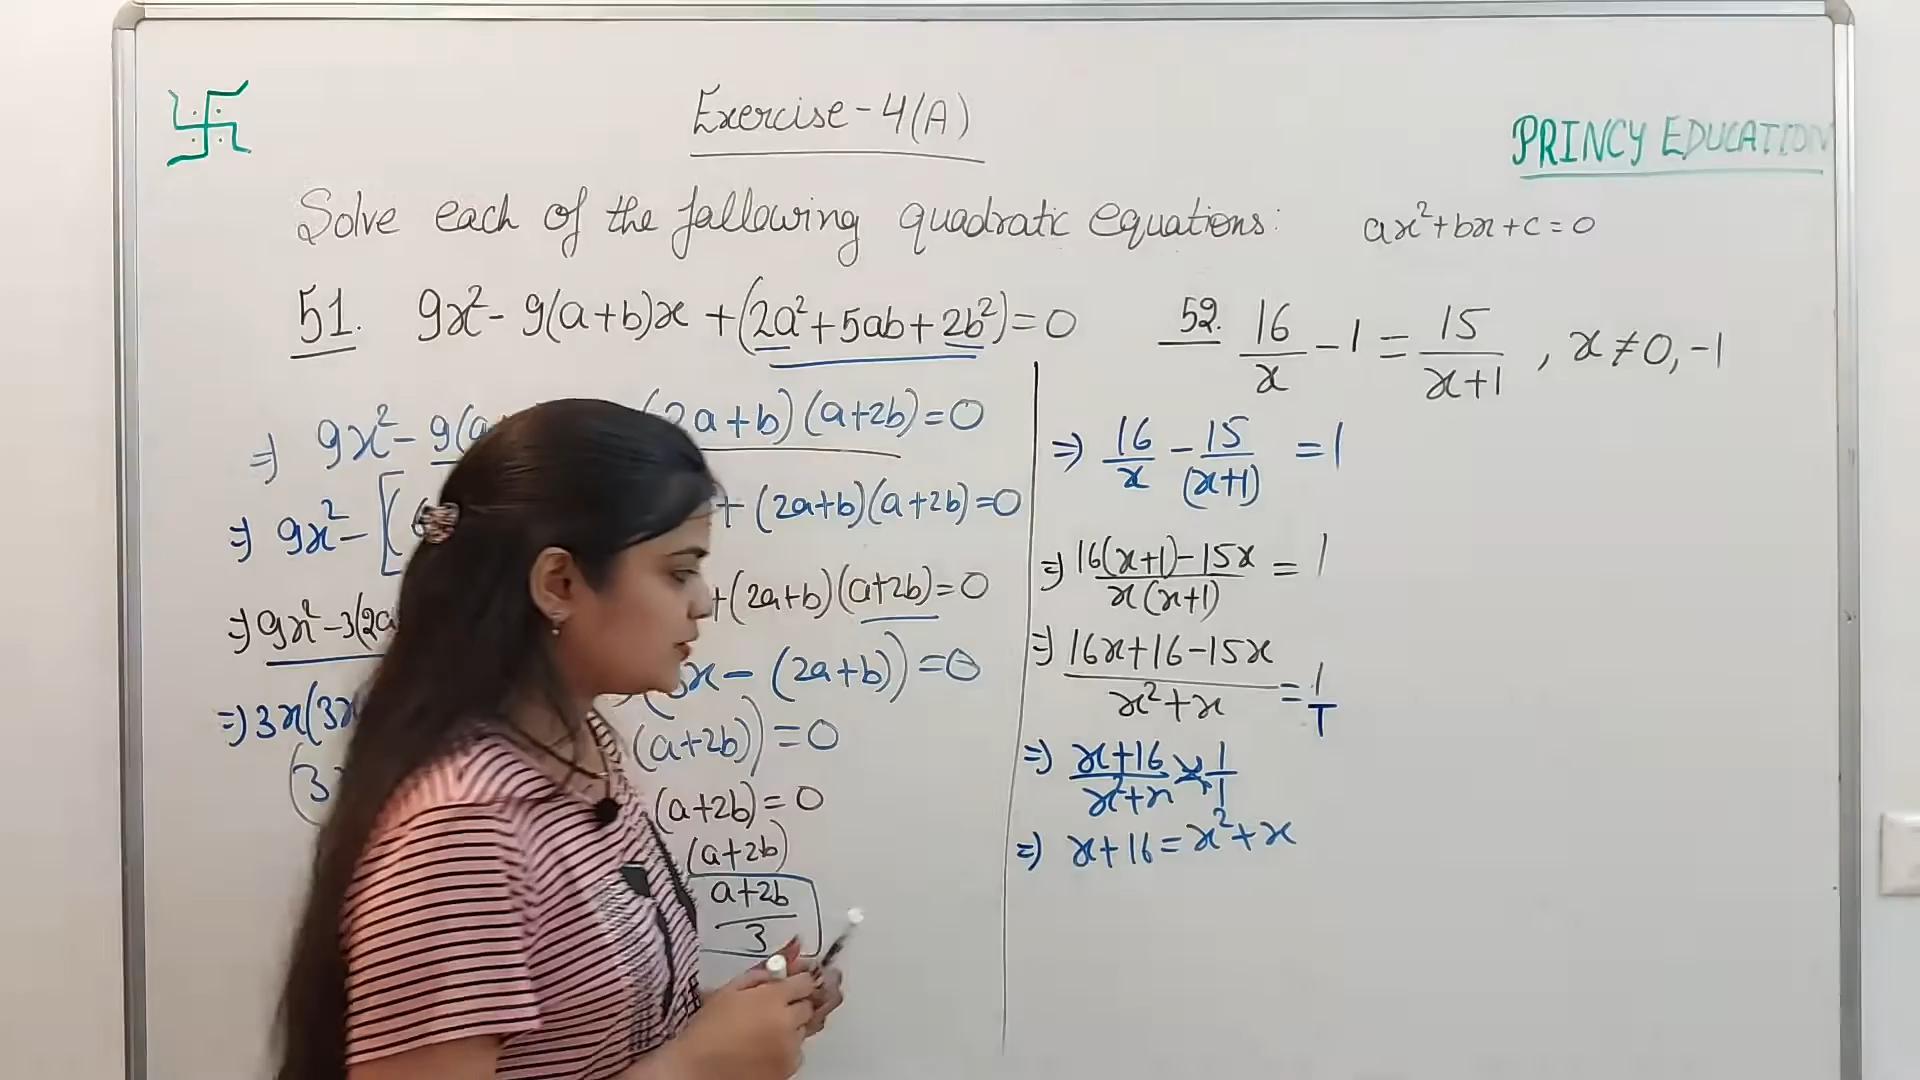 Exercise-4(A)
PRINCY EDUCATION
Solve each of the following quadratic equations: ax²+bx+c=0
51. 9x²-9(a+b)x+(2a²+5ab+2b²)=0
⇒ 9x²-9(a (2a+b)(a+2b)=0
⇒ 9x²-[( +(2a+b)(a+2b)=0
⇒ 9x²-3(2a +(2a+b)(a+2b)=0
⇒ 3x(3x x-(2a+b))=0
(3 (a+2b))=0
(a+2b)=0
(a+2b)
a+2b
3
52. 16/x - 1 = 15/(x+1), x≠0,-1
⇒ 16/x - 15/(x+1) = 1
⇒ 16(x+1)-15x / x(x+1) = 1
⇒ 16x+16-15x / x²+x = 1/1
⇒ x+16 / x²+x 1/1
⇒ x+16=x²+x